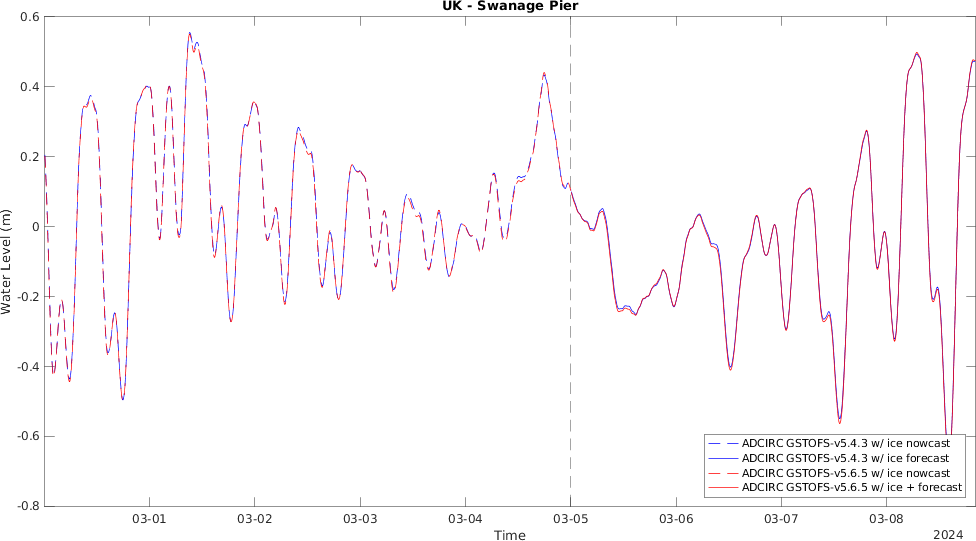 UK - Swanage Pier
0.6
0.4
0.2
0
-0.2
-0.4
-0.6
-0.8
Water Level (m)
ADCIRC GSTOFS-v5.4.3 w/ ice nowcast
ADCIRC GSTOFS-v5.4.3 w/ ice forecast
ADCIRC GSTOFS-v5.6.5 w/ ice nowcast
ADCIRC GSTOFS-v5.6.5 w/ ice + forecast
03-01 03-02 03-03 03-04 03-05 03-06 03-07 03-08
Time
2024